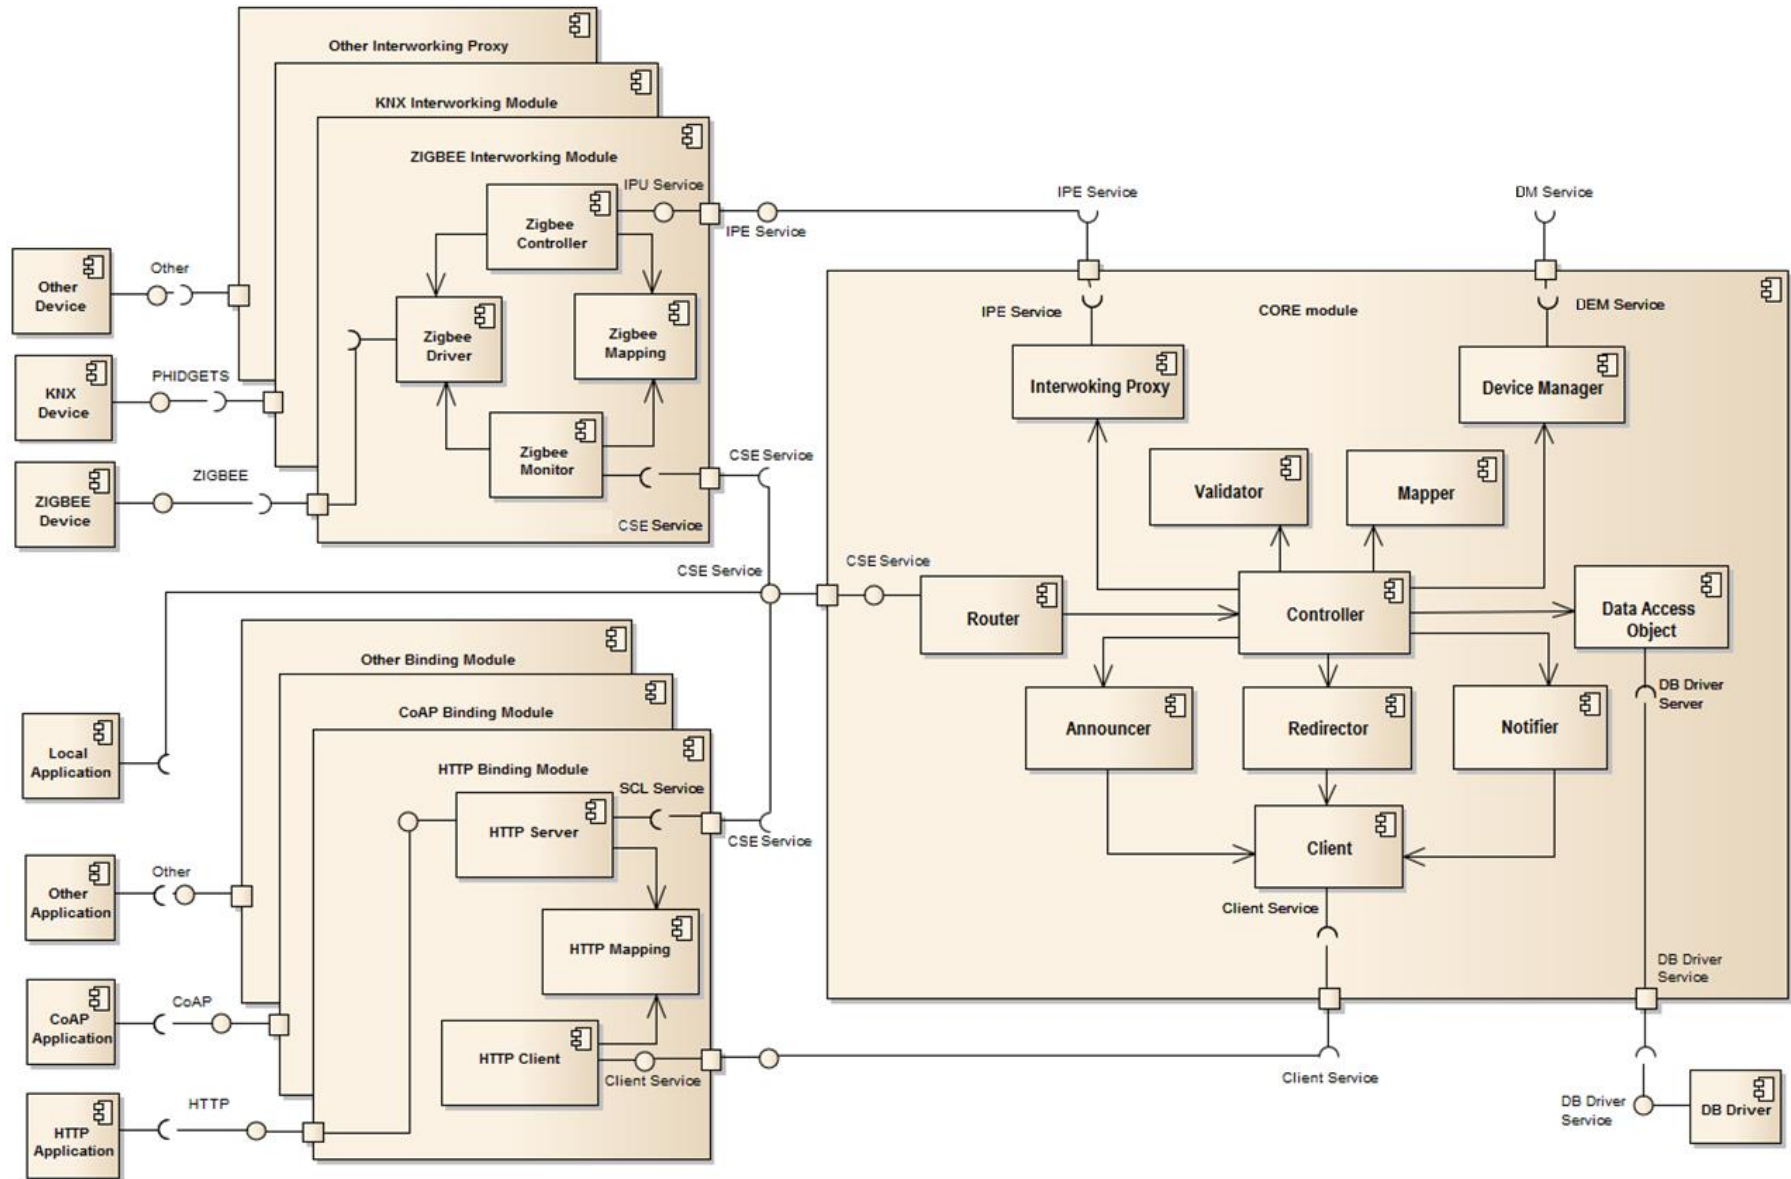 Other Interworking Proxy
KNX Interworking Module
ZIGBEE Interworking Module
IPU Service
Zigbee
Controller
IPE Service
Zigbee
Driver
Zigbee
Mapping
Zigbee
Monitor
CSE Service
CSE Service
Other
Device
Other
KNX
Device
PHIDGETS
ZIGBEE
Device
ZIGBEE
IPE Service
DM Service
IPE Service
CORE module
DEM Service
Interwoking Proxy
Device Manager
Validator
Mapper
CSE Service
CSE Service
Router
Controller
Data Access
Object
DB Driver
Server
Announcer
Redirector
Notifier
Client
Client Service
DB Driver
Service
Client Service
DB Driver
Service
DB Driver
Other Binding Module
CoAP Binding Module
HTTP Binding Module
SCL Service
HTTP Server
CSE Service
HTTP Mapping
HTTP Client
Client Service
Local
Application
Other
Application
Other
CoAP
Application
CoAP
HTTP
Application
HTTP